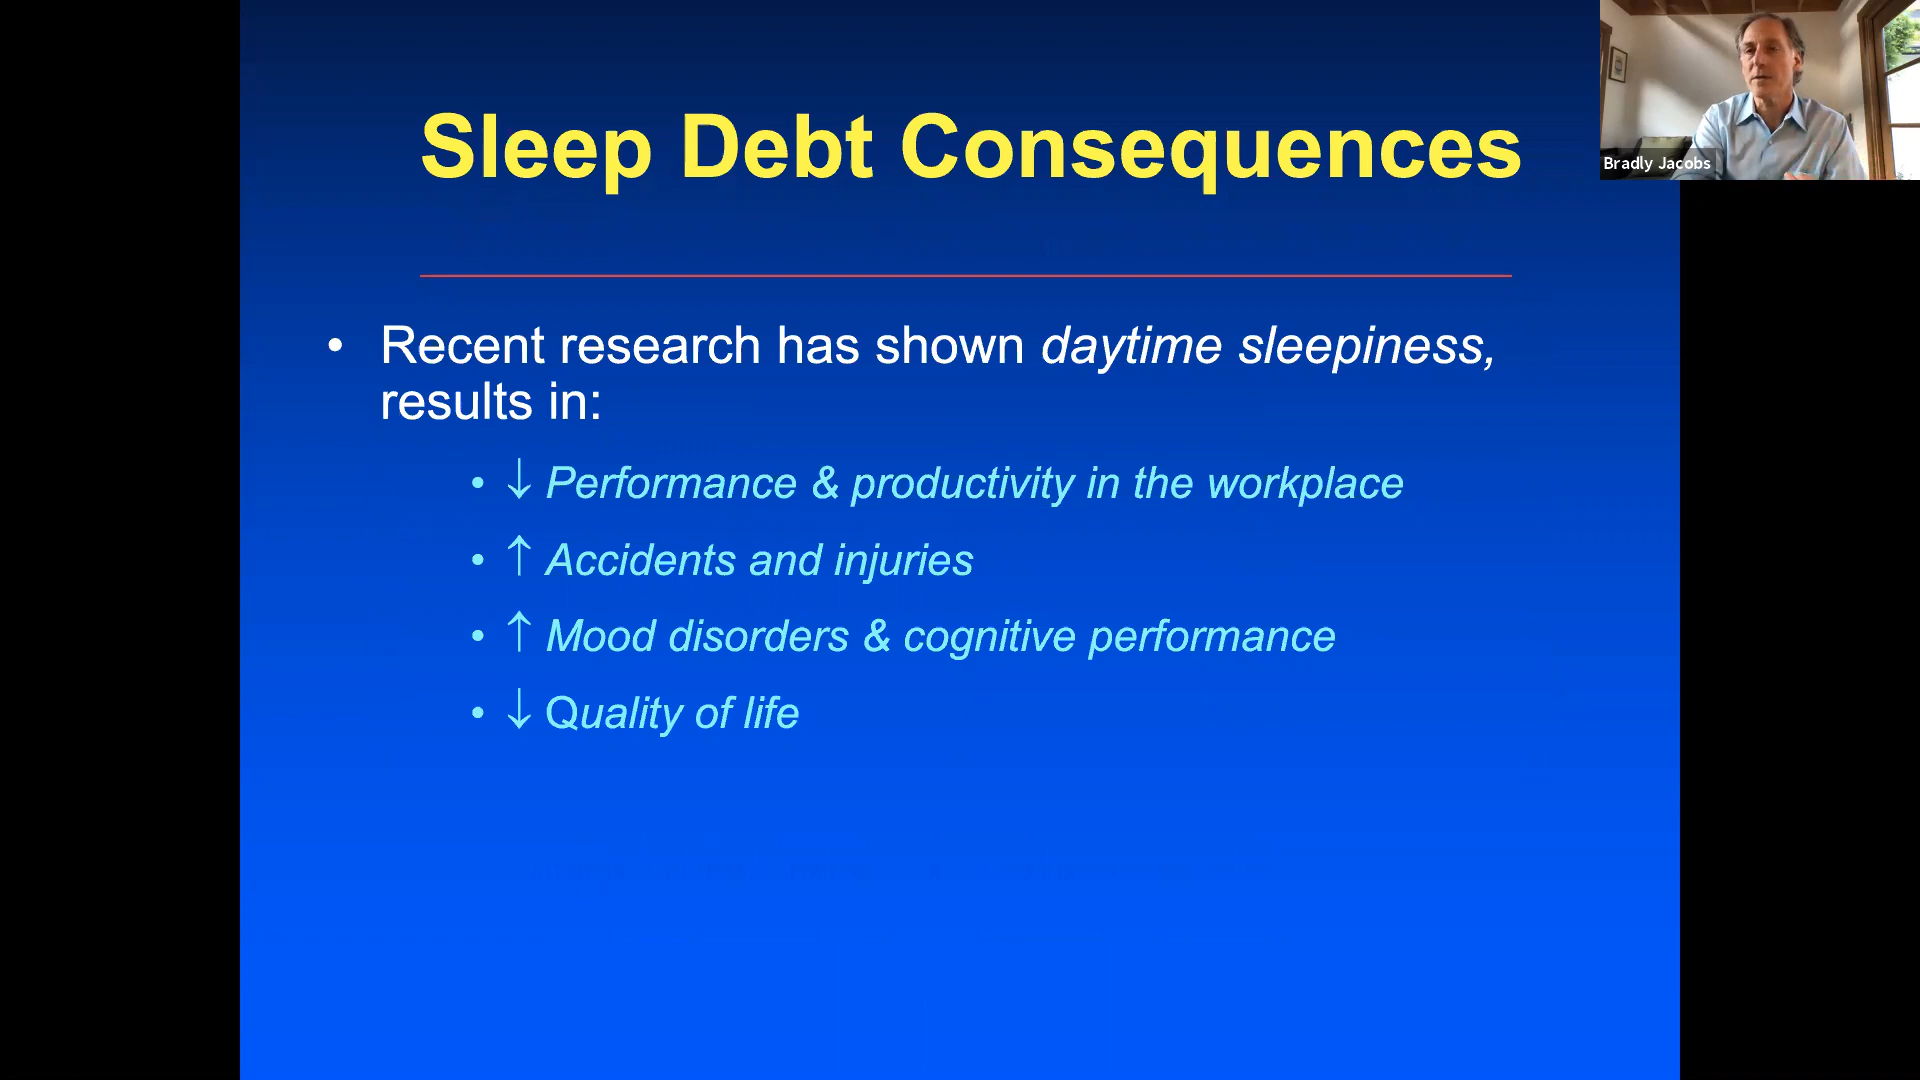 Sleep Debt Consequences
Bradly Jacobs
• Recent research has shown daytime sleepiness,
results in:
• ↓ Performance & productivity in the workplace
• ↑ Accidents and injuries
• ↑ Mood disorders & cognitive performance
• ↓ Quality of life